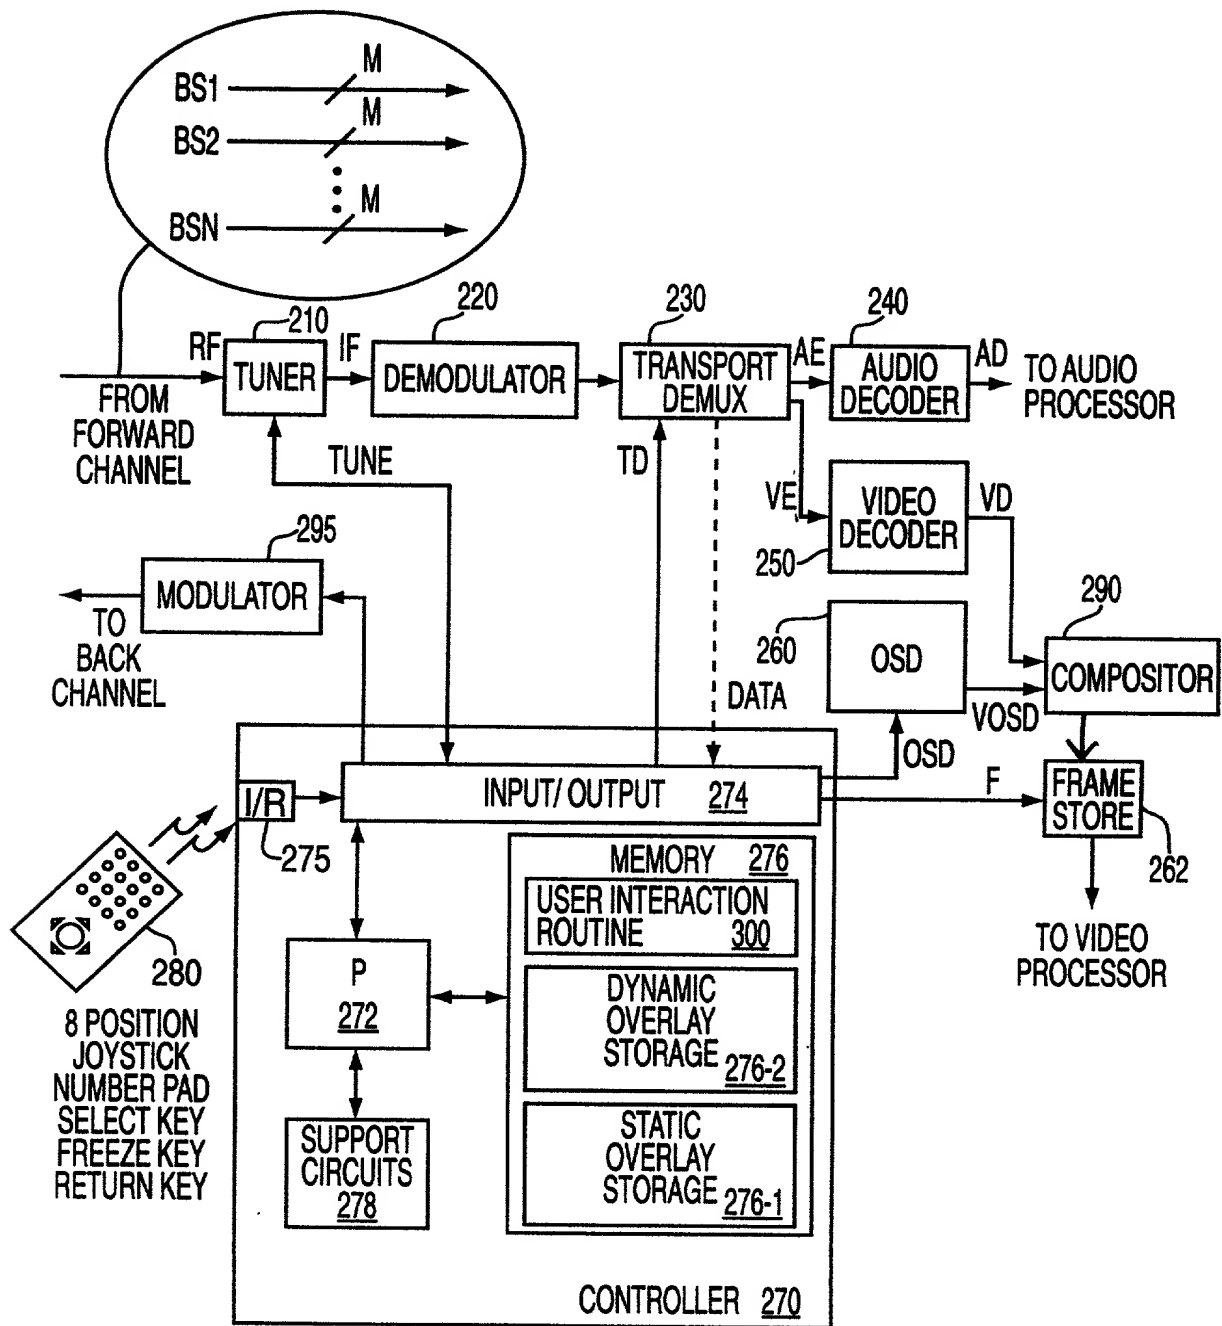 M
BS1
M
BS2
M
BSN
210
220
230
240
RF
TUNER
IF
DEMODULATOR
TRANSPORT
DEMUX
AE
AUDIO
DECODER
AD
TO AUDIO
PROCESSOR
FROM
FORWARD
CHANNEL
TUNE
TD
VE
VIDEO
DECODER
VD
250
295
MODULATOR
TO
BACK
CHANNEL
260
OSD
290
COMPOSITOR
DATA
VOSD
OSD
I/R
275
INPUT/OUTPUT 274
F
FRAME
STORE
262
TO VIDEO
PROCESSOR
MEMORY 276
USER INTERACTION
ROUTINE 300
280
P
272
DYNAMIC
OVERLAY
STORAGE
276-2
8 POSITION
JOYSTICK
NUMBER PAD
SELECT KEY
FREEZE KEY
RETURN KEY
SUPPORT
CIRCUITS
278
STATIC
OVERLAY
STORAGE
276-1
CONTROLLER 270